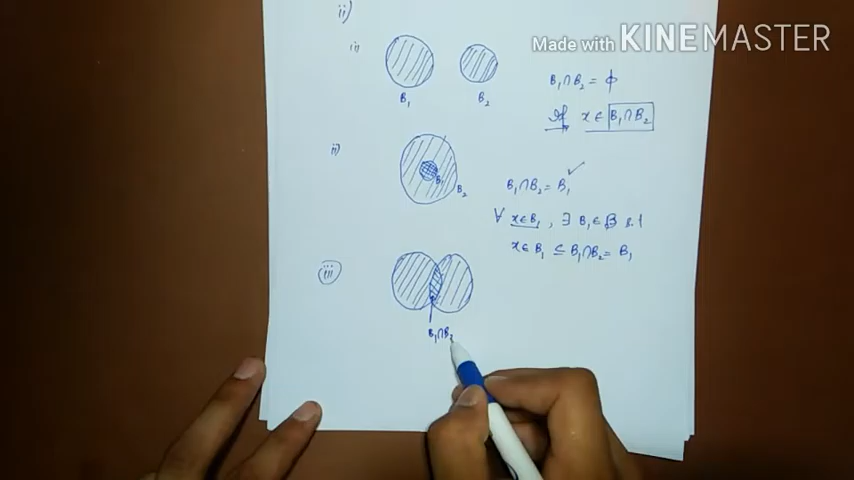 Made with KINEMASTER
ii)
i)
B₁ B₂
B₁∩B₂ = ϕ
If x ∈ B₁∩B₂
ii)
B₁ B₂
B₁∩B₂ = B₁ ✓
∀ x∈B₁, ∃ B₁∈𝔅 s.t
x∈B₁ ⊆ B₁∩B₂ = B₁
iii)
B₁∩B₂